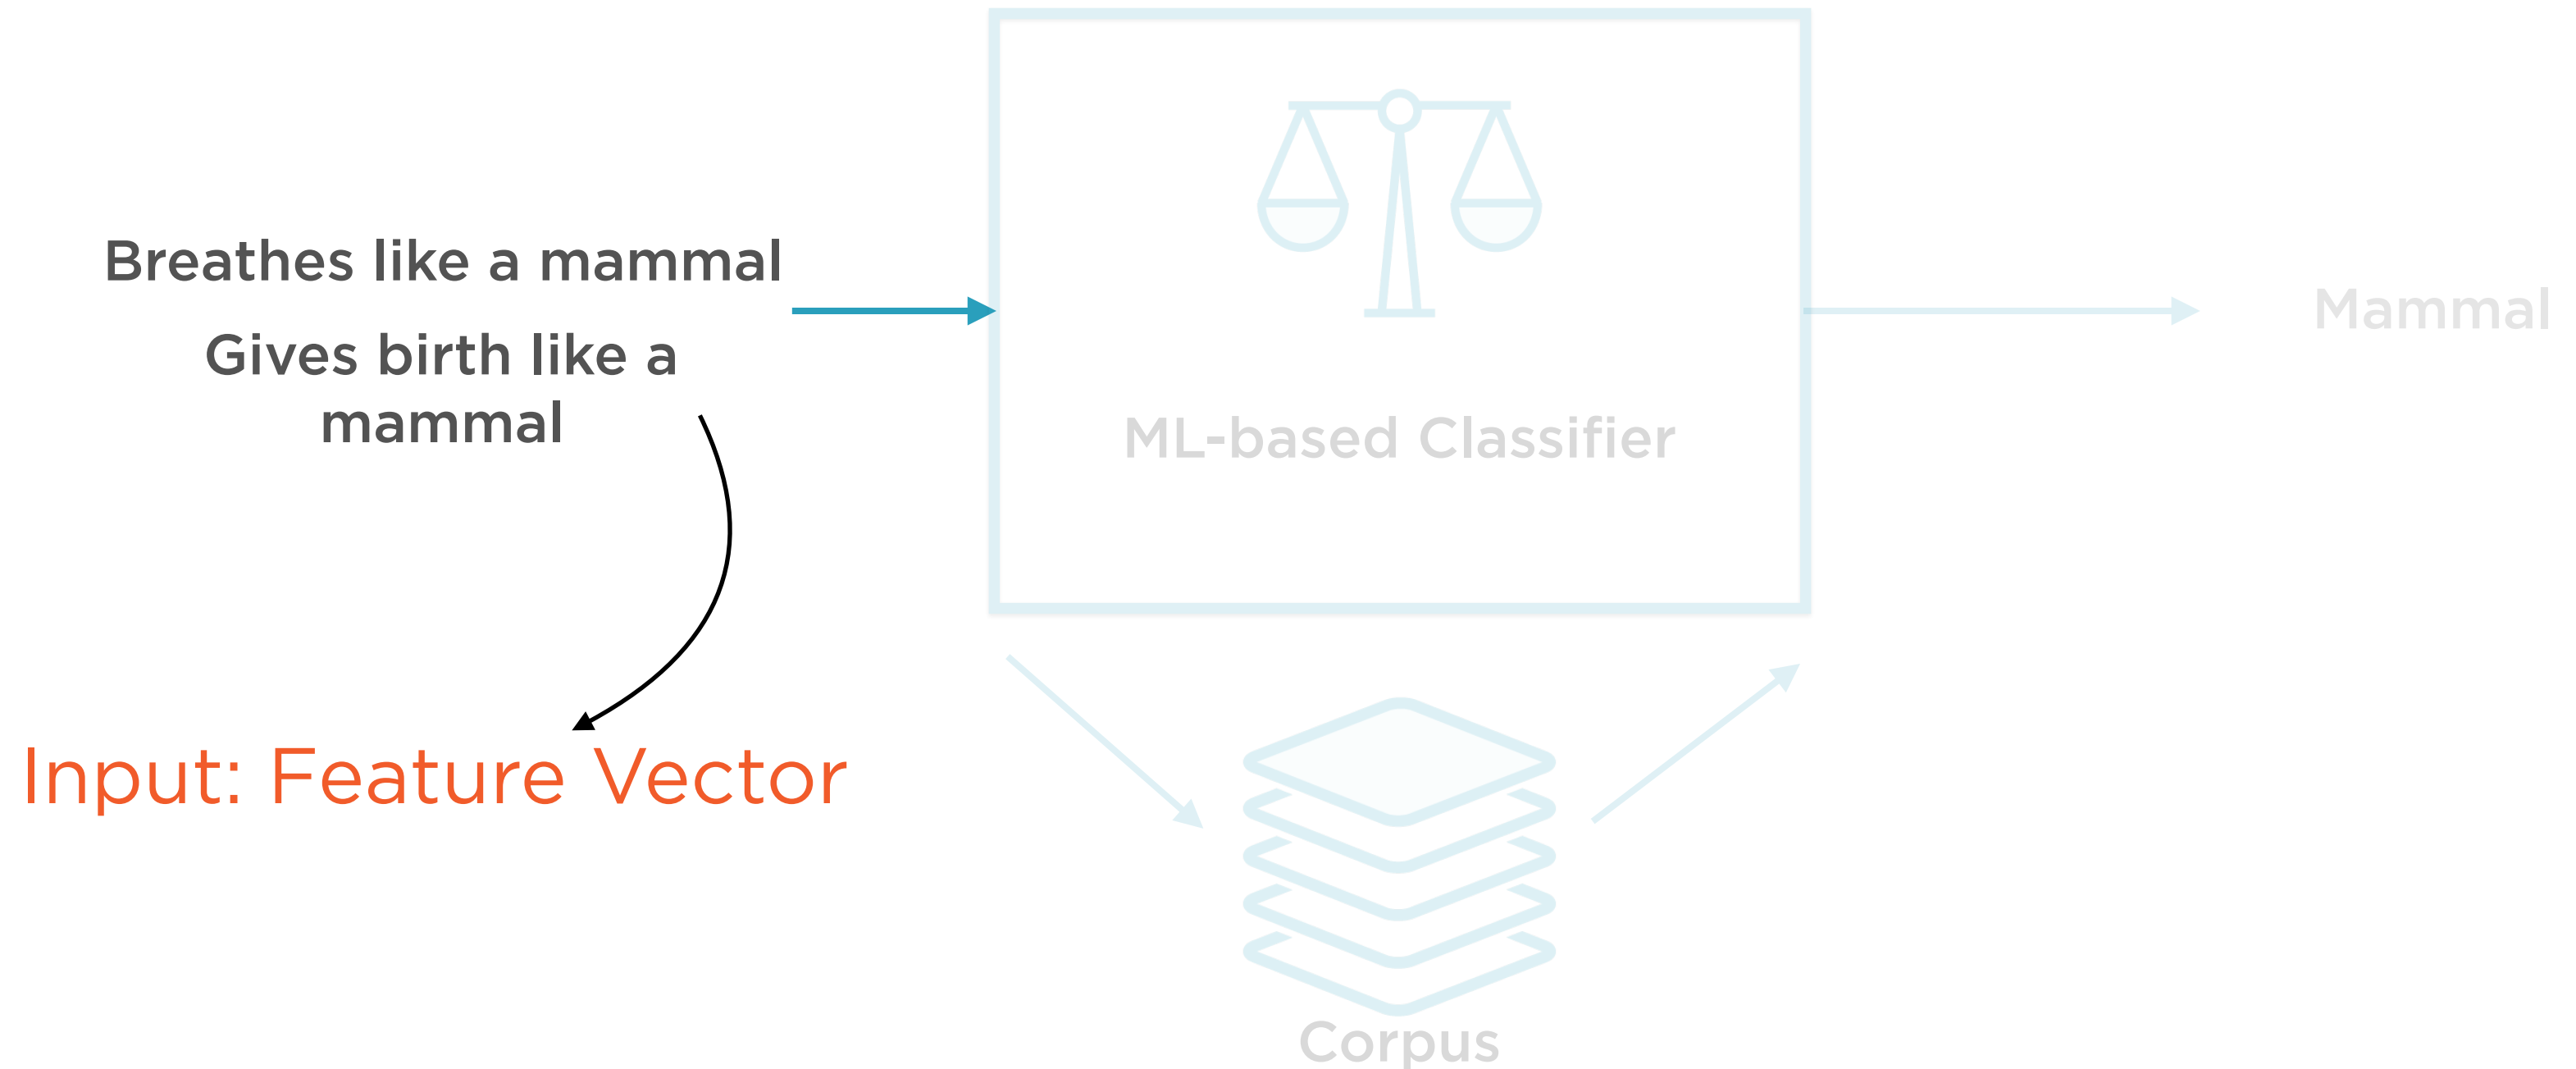 Breathes like a mammal
Gives birth like a
mammal
Input: Feature Vector
ML-based Classifier
Mammal
Corpus